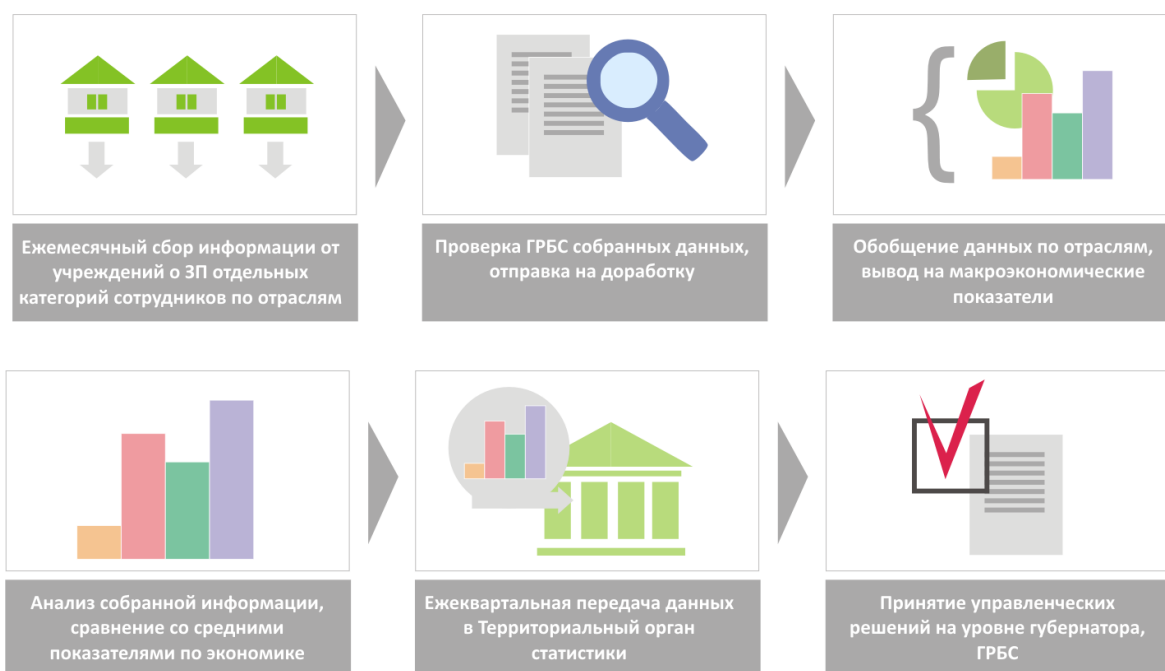 Ежемесячный сбор информации от
учреждений о ЗП отдельных
категорий сотрудников по отраслям
Проверка ГРБС собранных данных,
отправка на доработку
Обобщение данных по отраслям,
вывод на макроэкономические
показатели
Анализ собранной информации,
сравнение со средними
показателями по экономике
Ежеквартальная передача данных
в Территориальный орган
статистики
Принятие управленческих
решений на уровне губернатора,
ГРБС